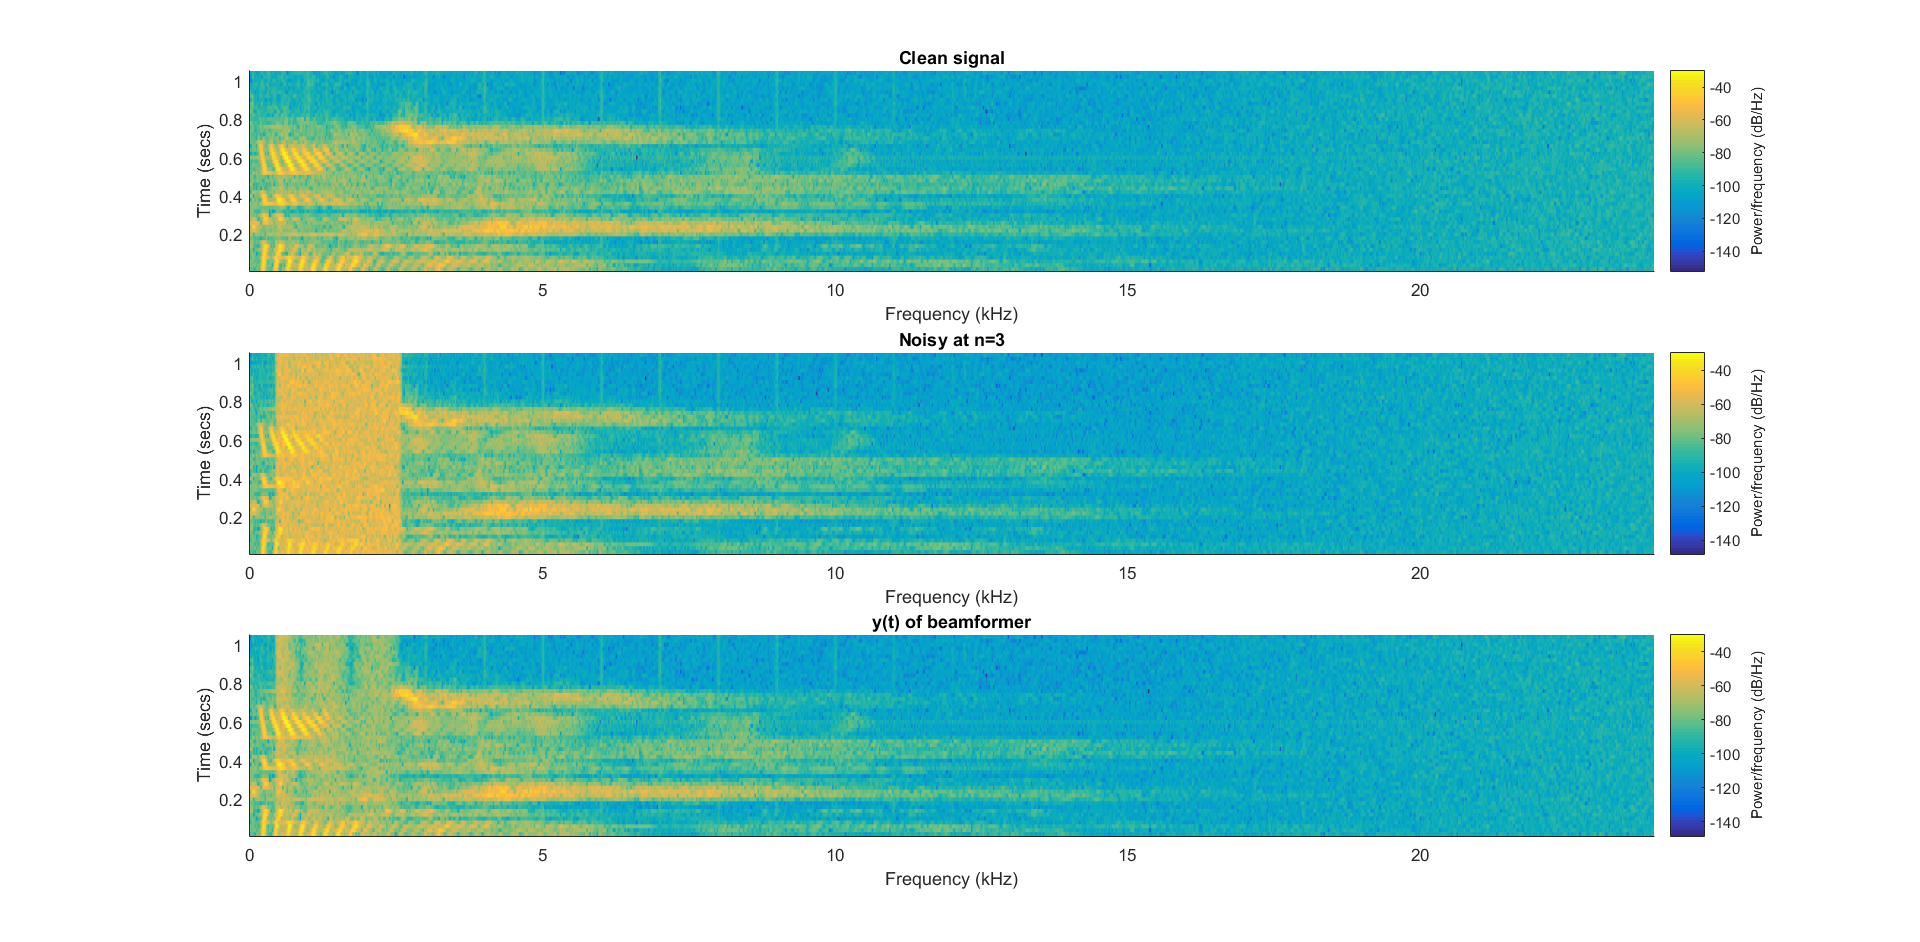 Clean signal
1
0.8
0.6
0.4
0.2
Time (secs)
0 5 10 15 20
Frequency (kHz)
-40
-60
-80
-100
-120
-140
Power/frequency (dB/Hz)
Noisy at n=3
1
0.8
0.6
0.4
0.2
Time (secs)
0 5 10 15 20
Frequency (kHz)
-40
-60
-80
-100
-120
-140
Power/frequency (dB/Hz)
y(t) of beamformer
1
0.8
0.6
0.4
0.2
Time (secs)
0 5 10 15 20
Frequency (kHz)
-40
-60
-80
-100
-120
-140
Power/frequency (dB/Hz)